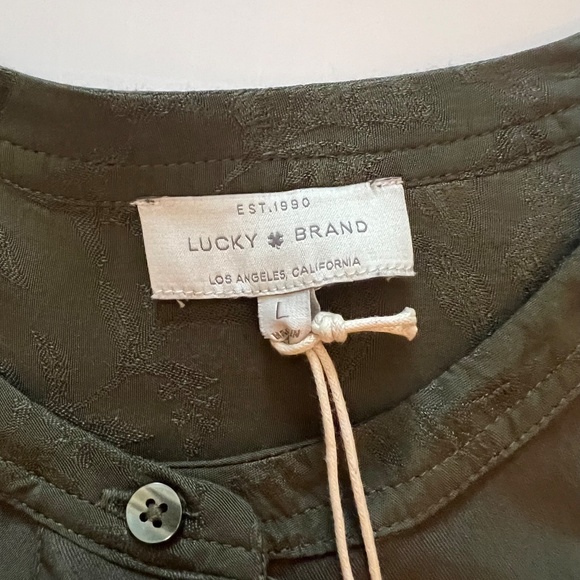 EST.1990
LUCKY BRAND
LOS ANGELES, CALIFORNIA
L